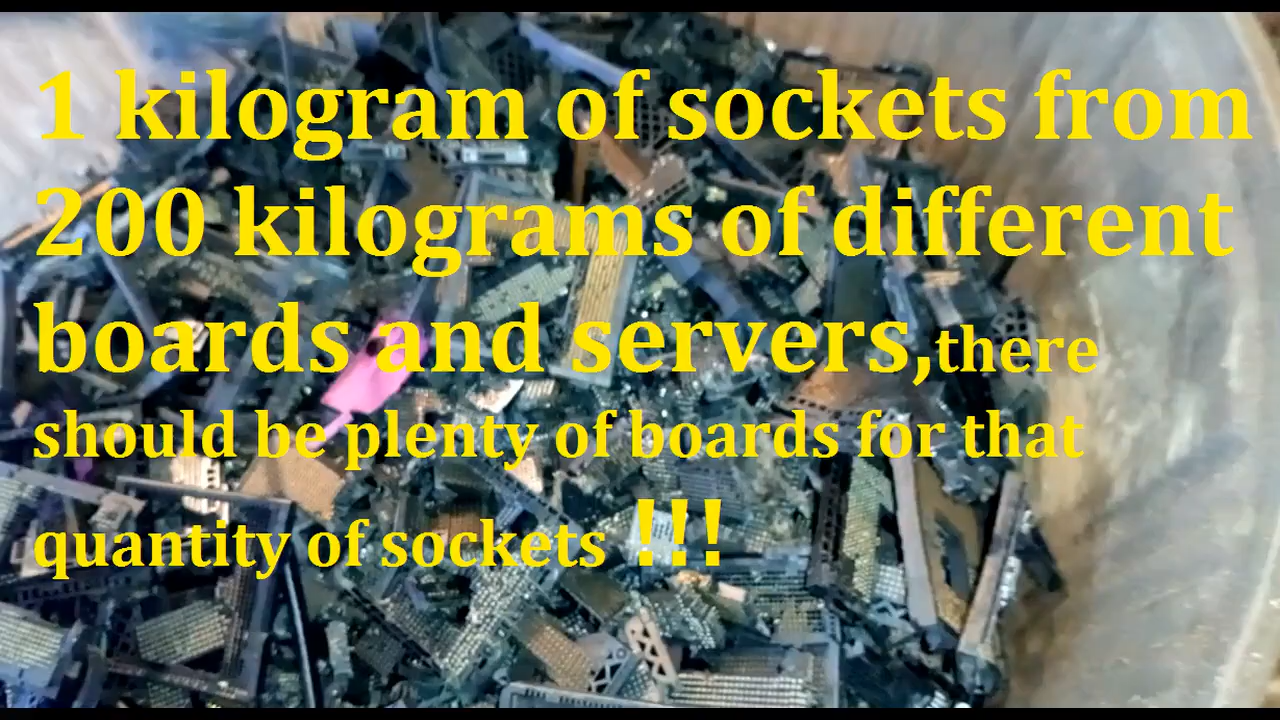 1 kilogram of sockets from
200 kilograms of different
boards and servers,there
should be plenty of boards for that
quantity of sockets !!!